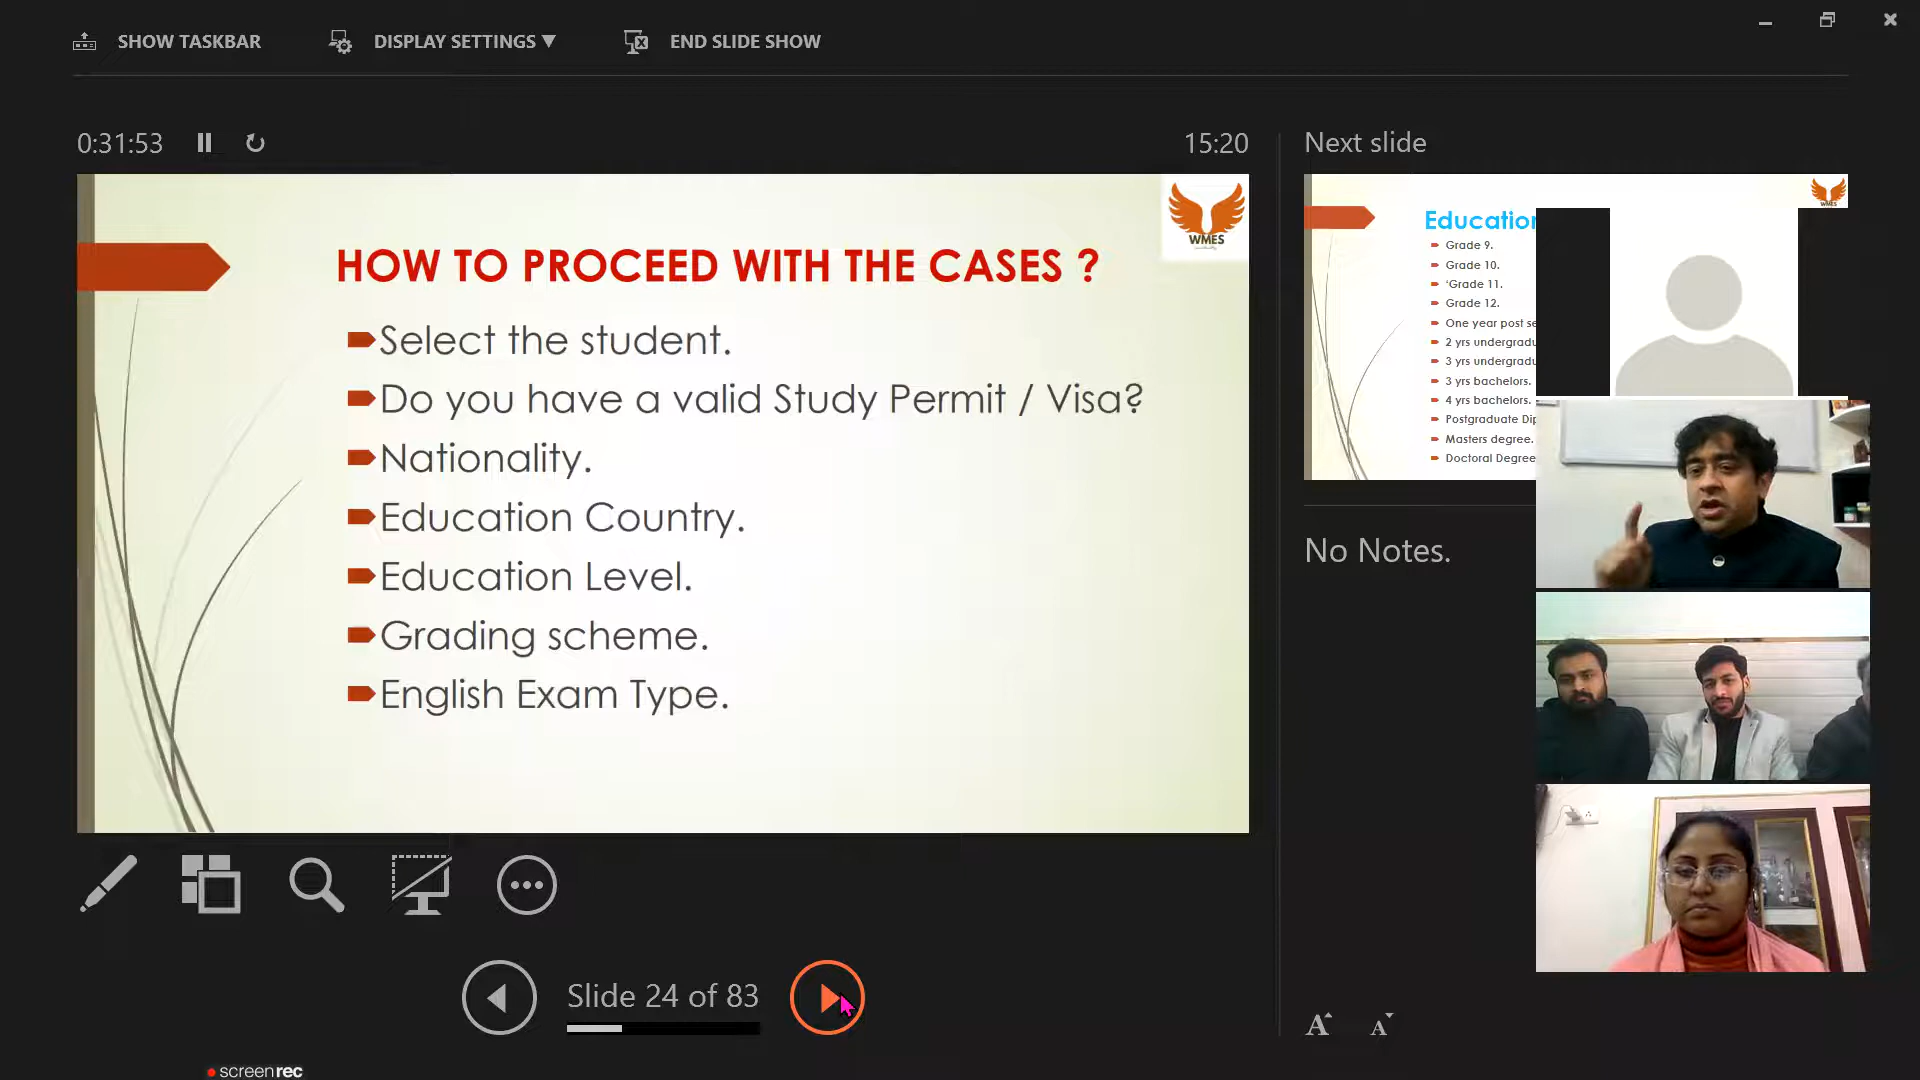 SHOW TASKBAR
DISPLAY SETTINGS ▼
END SLIDE SHOW
0:31:53
15:20
WMES
HOW TO PROCEED WITH THE CASES ?
Select the student.
Do you have a valid Study Permit / Visa?
Nationality.
Education Country.
Education Level.
Grading scheme.
English Exam Type.
Slide 24 of 83
Next slide
WMES
Education
Grade 9.
Grade 10.
‘Grade 11.
Grade 12.
One year post se
2 yrs undergradu
3 yrs undergradu
3 yrs bachelors.
4 yrs bachelors.
Postgraduate Dip
Masters degree.
Doctoral Degree
No Notes.
A A
screenrec